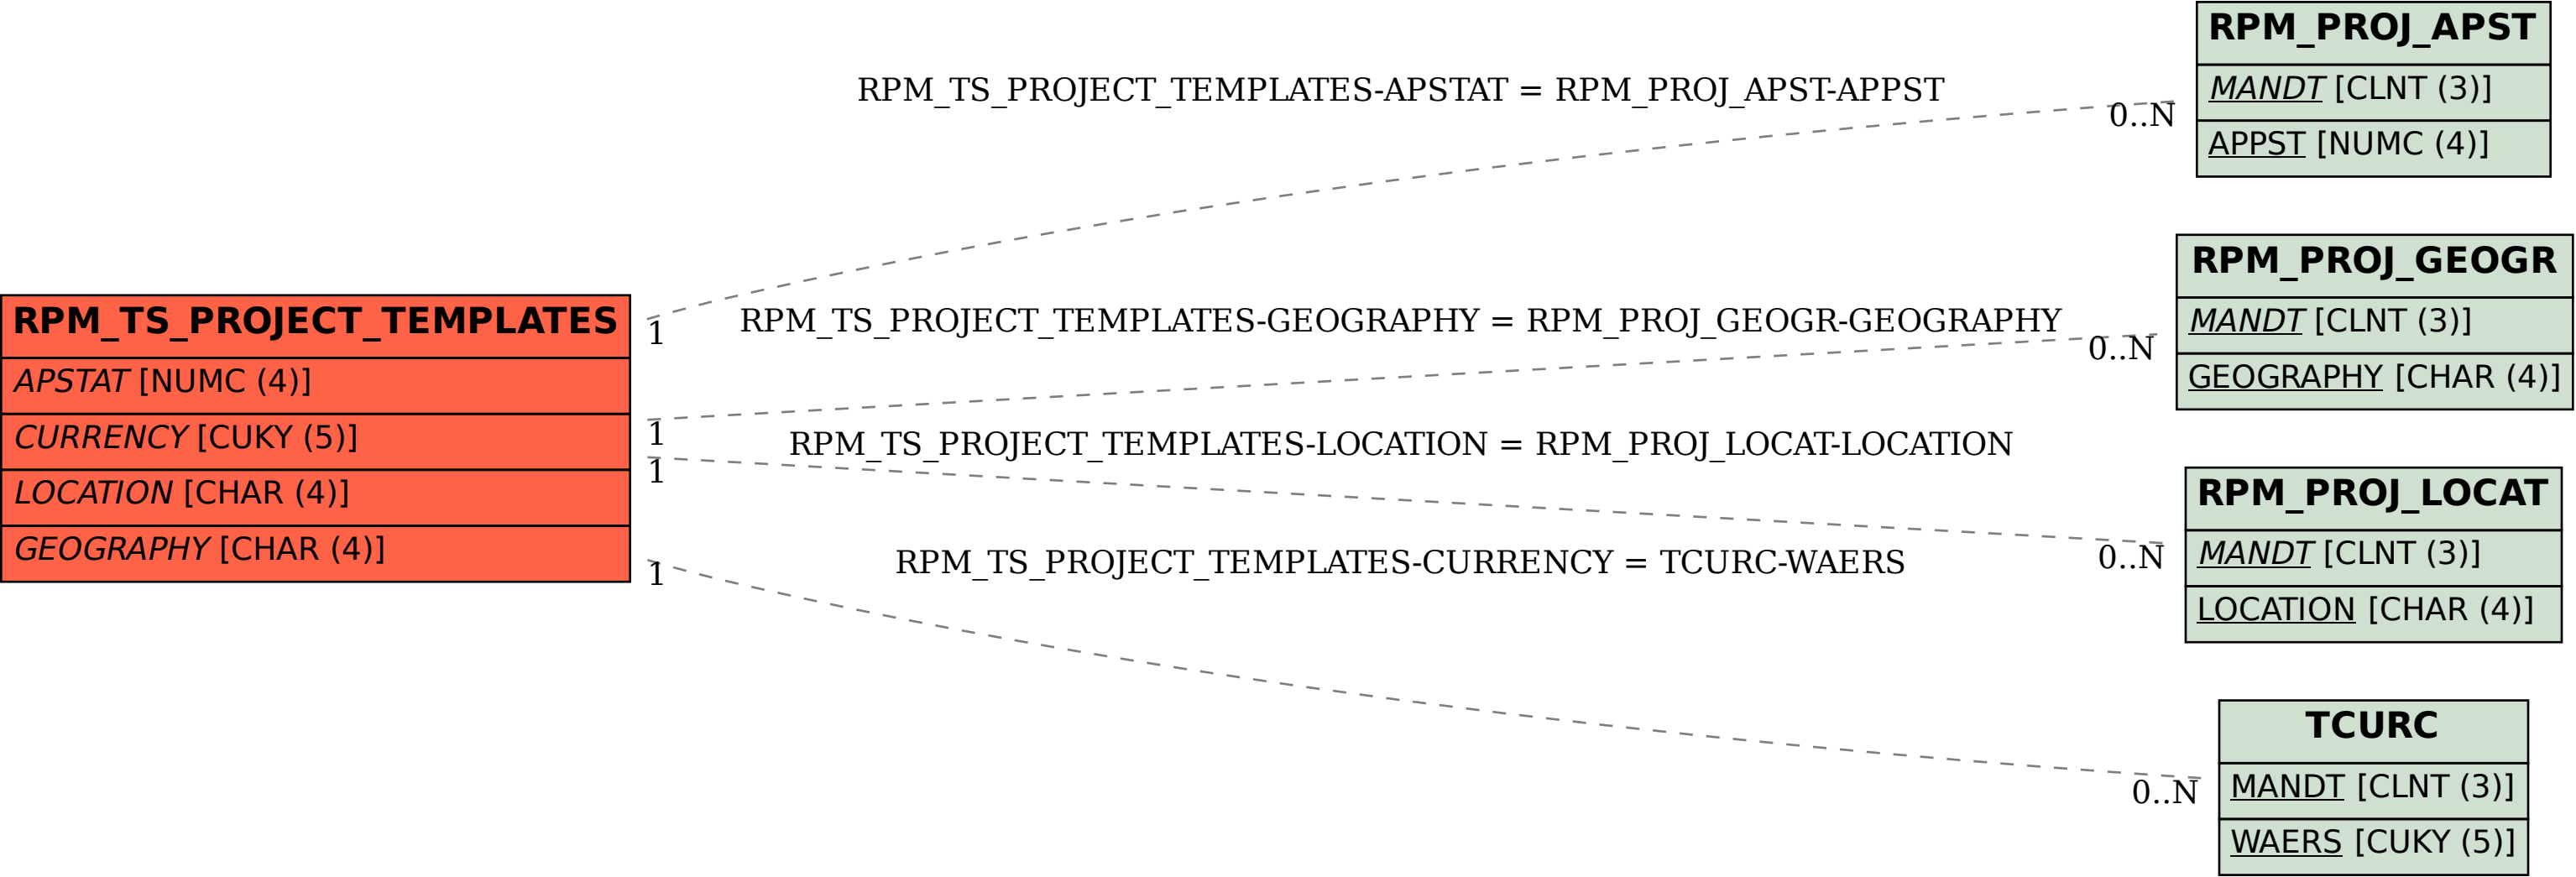 RPM_TS_PROJECT_TEMPLATES
APSTAT [NUMC (4)]
CURRENCY [CUKY (5)]
LOCATION [CHAR (4)]
GEOGRAPHY [CHAR (4)]
RPM_TS_PROJECT_TEMPLATES-APSTAT = RPM_PROJ_APST-APPST
1
0..N
RPM_TS_PROJECT_TEMPLATES-GEOGRAPHY = RPM_PROJ_GEOGR-GEOGRAPHY
1
0..N
RPM_TS_PROJECT_TEMPLATES-LOCATION = RPM_PROJ_LOCAT-LOCATION
1
0..N
RPM_TS_PROJECT_TEMPLATES-CURRENCY = TCURC-WAERS
1
0..N
RPM_PROJ_APST
MANDT [CLNT (3)]
APPST [NUMC (4)]
RPM_PROJ_GEOGR
MANDT [CLNT (3)]
GEOGRAPHY [CHAR (4)]
RPM_PROJ_LOCAT
MANDT [CLNT (3)]
LOCATION [CHAR (4)]
TCURC
MANDT [CLNT (3)]
WAERS [CUKY (5)]